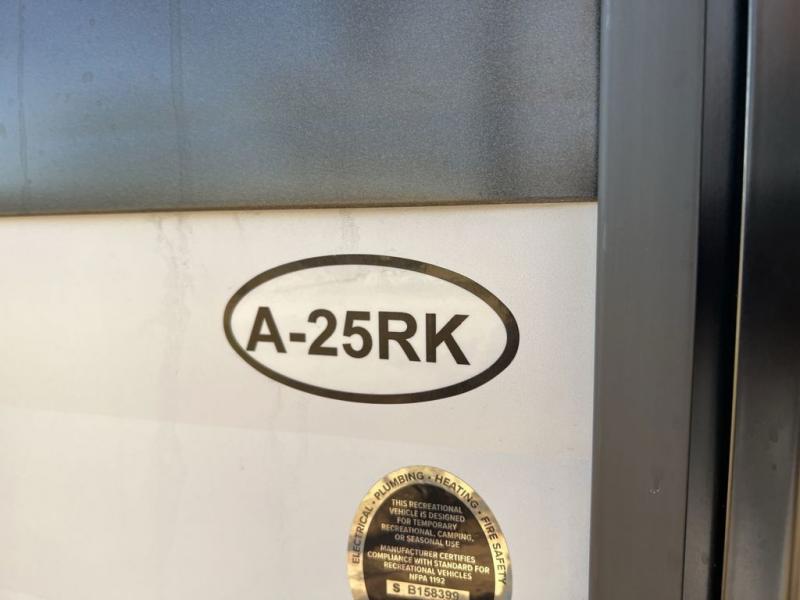 A-25RK
ELECTRICAL · PLUMBING · HEATING · FIRE SAFETY
THIS RECREATIONAL
VEHICLE IS DESIGNED
FOR TEMPORARY
RECREATIONAL, CAMPING,
OR SEASONAL USE
MANUFACTURER CERTIFIES
COMPLIANCE WITH STANDARD FOR
RECREATIONAL VEHICLES
NFPA 1192
S B158399